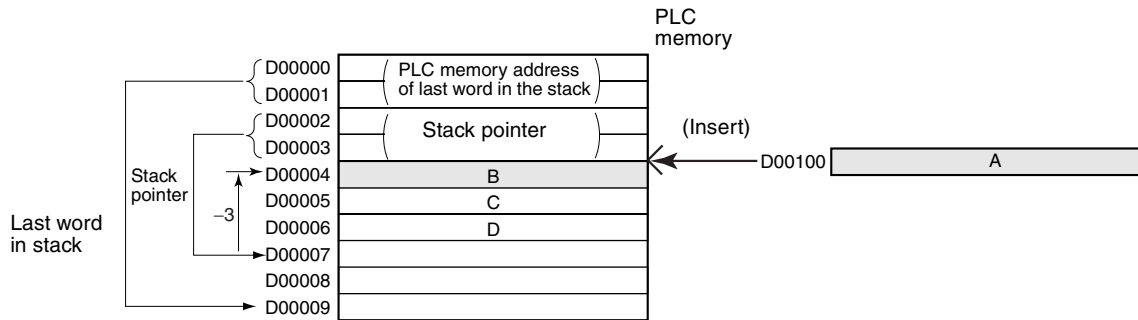 PLC
memory
D00000
D00001
PLC memory address
of last word in the stack
D00002
D00003
Stack pointer
(Insert)
D00100
A
D00004
B
D00005
C
D00006
D
D00007
D00008
D00009
Stack
pointer
−3
Last word
in stack